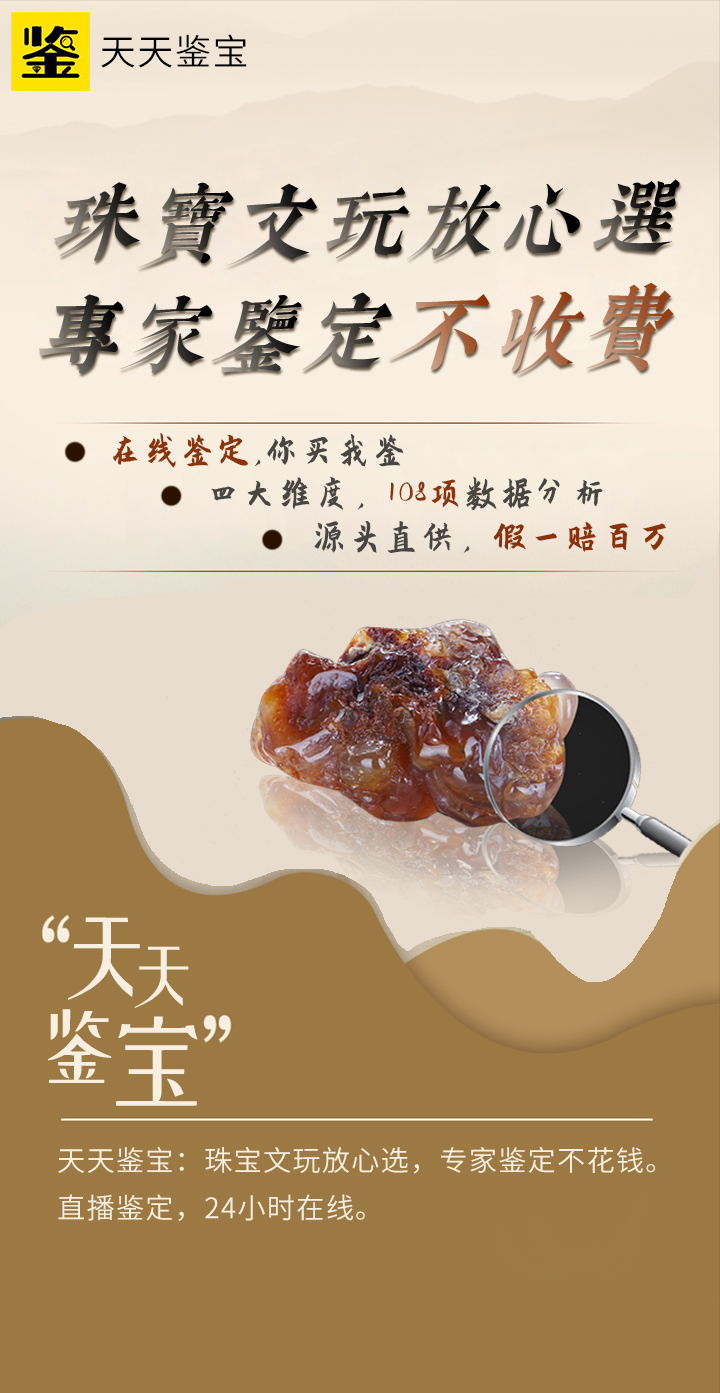 鉴 天天鉴宝
珠寶文玩放心選
專家鑒定不收費
在线鉴定,你买我鉴
四大维度，108项数据分析
源头直供，假一赔百万
“天天
鉴宝”
天天鉴宝：珠宝文玩放心选，专家鉴定不花钱。
直播鉴定，24小时在线。